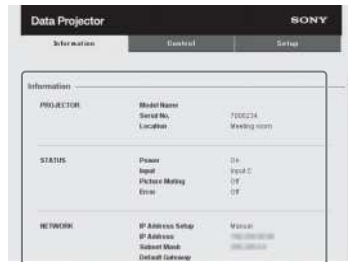 Data Projector SONY
Information Control Setup
Information
PROJECTOR Model Name
Serial No. 7000234
Location Meeting room
STATUS Power On
Input Input C
Picture Muting Off
Error Off
NETWORK IP Address Setup Manual
IP Address
Subnet Mask
Default Gateway